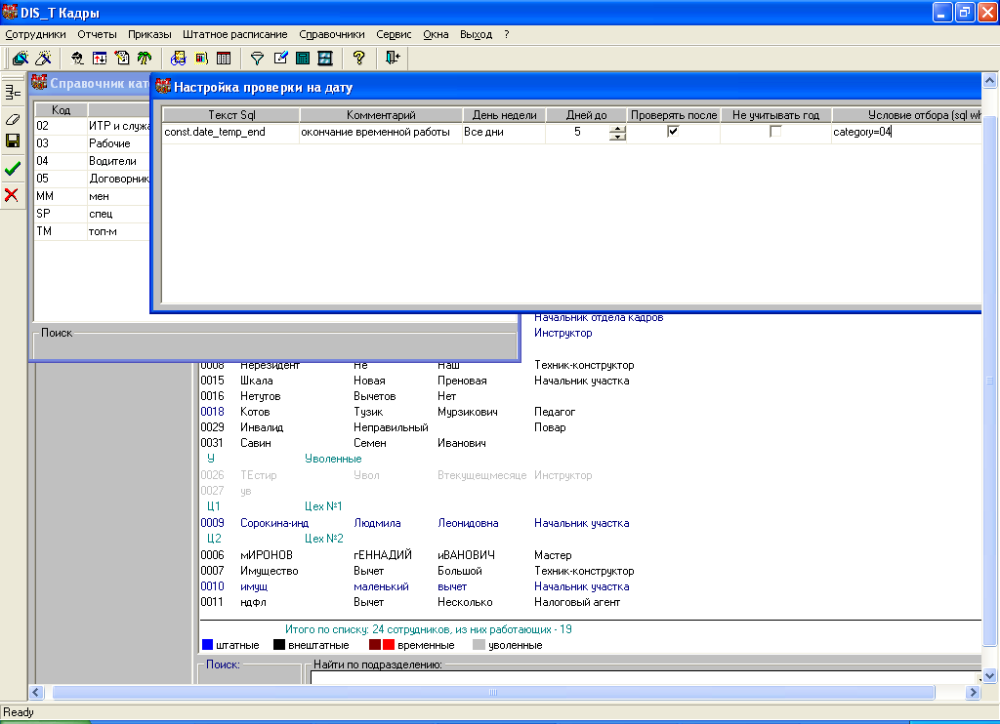 DIS_T Кадры
Сотрудники Отчеты Приказы Штатное расписание Справочники Сервис Окна Выход ?
Справочник кат
Настройка проверки на дату
Код
Текст Sql Комментарий День недели Дней до Проверять после Не учитывать год Условие отбора (sql wh
const.date_temp_end окончание временной работы Все дни 5 category=04
02 ИТР и служа
03 Рабочие
04 Водители
05 Договорник
MM мен
SP спец
TM топ-м
Поиск
Начальник отдела кадров
Инструктор
0008 Нерезидент Не Наш Техник-конструктор
0015 Шкала Новая Преновая Начальник участка
0016 Нетутов Вычетов Нет
0018 Котов Тузик Мурзикович Педагог
0029 Инвалид Неправильный Повар
0031 Савин Семен Иванович
У Уволенные
0026 ТЕстир Увол Втекущещмесяце Инструктор
0027 ув
Ц1 Цех №1
0009 Сорокина-инд Людмила Леонидовна Начальник участка
Ц2 Цех №2
0006 мИРОНОВ гЕННАДИЙ иВАНОВИЧ Мастер
0007 Имущество Вычет Большой Техник-конструктор
0010 имущ маленький вычет Начальник участка
0011 ндфл Вычет Несколько Налоговый агент
Итого по списку: 24 сотрудников, из них работающих - 19
штатные внештатные временные уволенные
Поиск: Найти по подразделению:
Ready